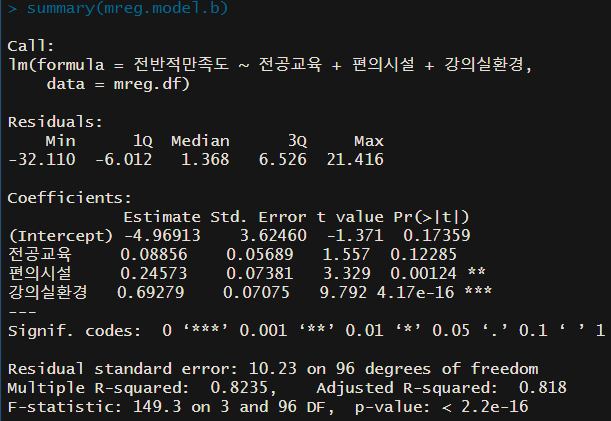 > summary(mreg.model.b)
Call:
lm(formula = 전반적만족도 ~ 전공교육 + 편의시설 + 강의실환경,
data = mreg.df)
Residuals:
Min 1Q Median 3Q Max
-32.110 -6.012 1.368 6.526 21.416
Coefficients:
Estimate Std. Error t value Pr(>|t|)
(Intercept) -4.96913 3.62460 -1.371 0.17359
전공교육 0.08856 0.05689 1.557 0.12285
편의시설 0.24573 0.07381 3.329 0.00124 **
강의실환경 0.69279 0.07075 9.792 4.17e-16 ***
---
Signif. codes: 0 ‘***’ 0.001 ‘**’ 0.01 ‘*’ 0.05 ‘.’ 0.1 ‘ ’ 1
Residual standard error: 10.23 on 96 degrees of freedom
Multiple R-squared: 0.8235, Adjusted R-squared: 0.818
F-statistic: 149.3 on 3 and 96 DF, p-value: < 2.2e-16